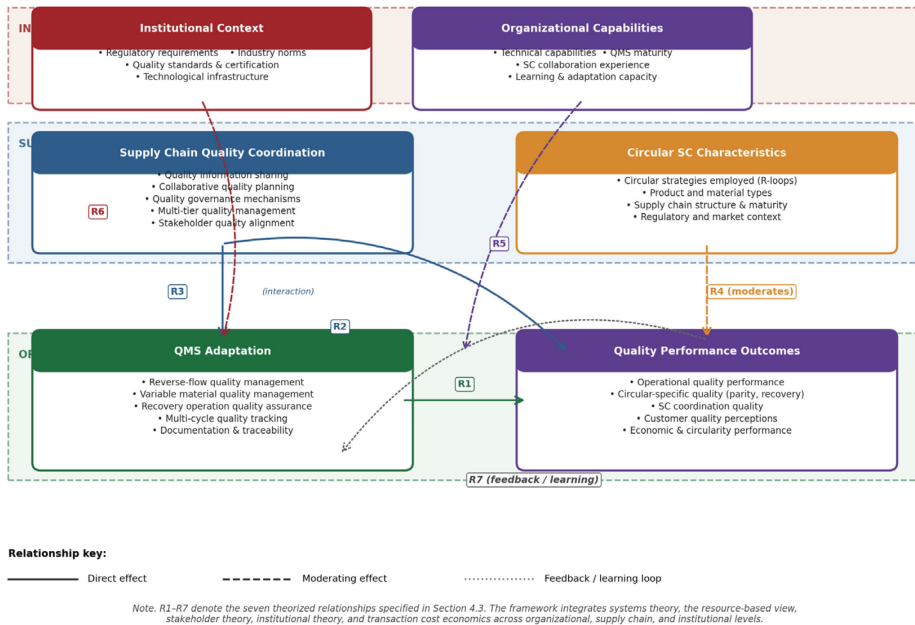 IN
Institutional Context
Organizational Capabilities
• Regulatory requirements • Industry norms
• Quality standards & certification
• Technological infrastructure
• Technical capabilities • QMS maturity
• SC collaboration experience
• Learning & adaptation capacity
SU
Supply Chain Quality Coordination
Circular SC Characteristics
• Quality information sharing
• Collaborative quality planning
• Quality governance mechanisms
• Multi-tier quality management
• Stakeholder quality alignment
• Circular strategies employed (R-loops)
• Product and material types
• Supply chain structure & maturity
• Regulatory and market context
R6
R5
R3
(interaction)
R4 (moderates)
R2
OR
QMS Adaptation
Quality Performance Outcomes
• Reverse-flow quality management
• Variable material quality management
• Recovery operation quality assurance
• Multi-cycle quality tracking
• Documentation & traceability
R1
• Operational quality performance
• Circular-specific quality (parity, recovery)
• SC coordination quality
• Customer quality perceptions
• Economic & circularity performance
R7 (feedback / learning)
Relationship key:
Direct effect
Moderating effect
Feedback / learning loop
Note. R1–R7 denote the seven theorized relationships specified in Section 4.3. The framework integrates systems theory, the resource-based view,
stakeholder theory, institutional theory, and transaction cost economics across organizational, supply chain, and institutional levels.